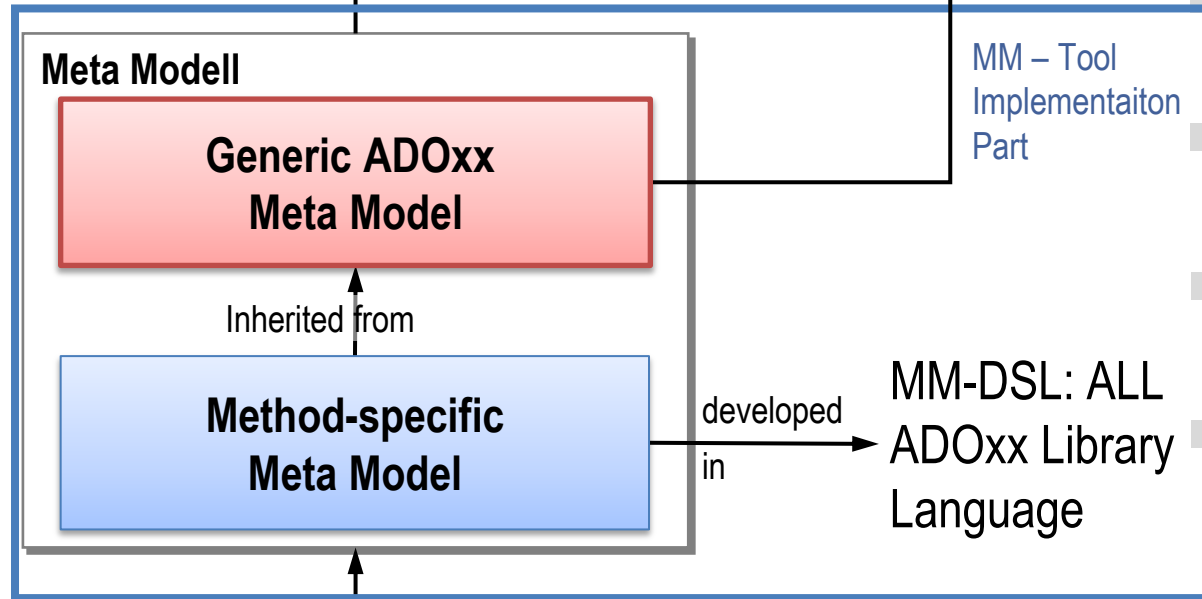 Meta Modell
Generic ADOxx
Meta Model
MM – Tool
Implementaiton
Part
Inherited from
Method-specific
Meta Model
developed
in
MM-DSL: ALL
ADOxx Library
Language